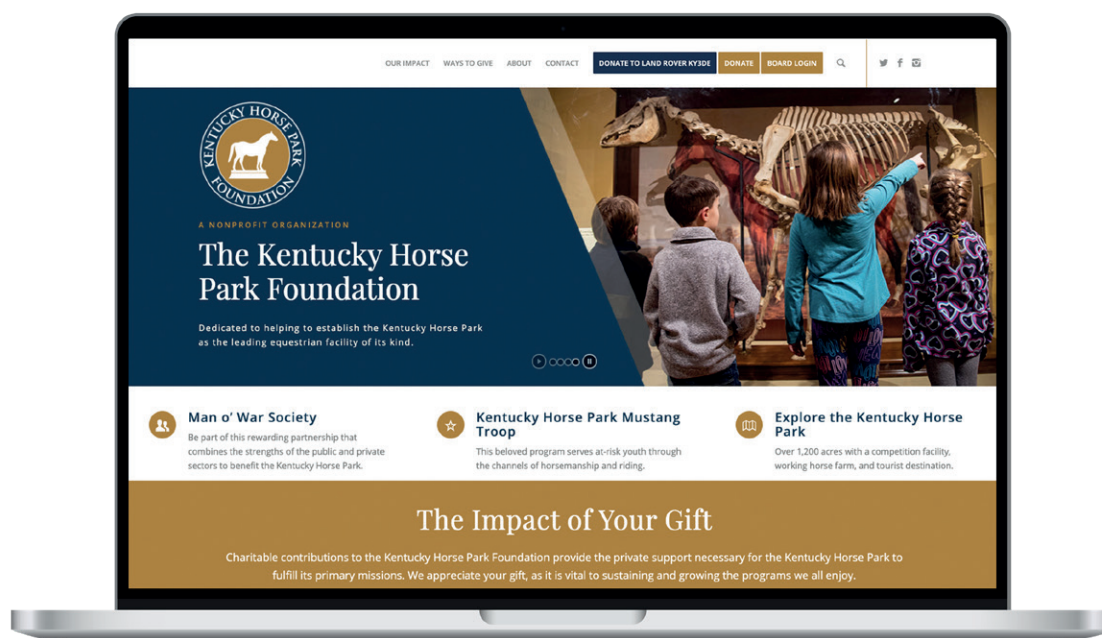 OUR IMPACT WAYS TO GIVE ABOUT CONTACT DONATE TO LAND ROVER KY3DE DONATE BOARD LOGIN
KENTUCKY HORSE PARK
FOUNDATION
A NONPROFIT ORGANIZATION
The Kentucky Horse
Park Foundation
Dedicated to helping to establish the Kentucky Horse Park
as the leading equestrian facility of its kind.
Man o' War Society
Be part of this rewarding partnership that
combines the strengths of the public and private
sectors to benefit the Kentucky Horse Park.
Kentucky Horse Park Mustang
Troop
This beloved program serves at-risk youth through
the channels of horsemanship and riding.
Explore the Kentucky Horse
Park
Over 1,200 acres with a competition facility,
working horse farm, and tourist destination.
The Impact of Your Gift
Charitable contributions to the Kentucky Horse Park Foundation provide the private support necessary for the Kentucky Horse Park to
fulfill its primary missions. We appreciate your gift, as it is vital to sustaining and growing the programs we all enjoy.